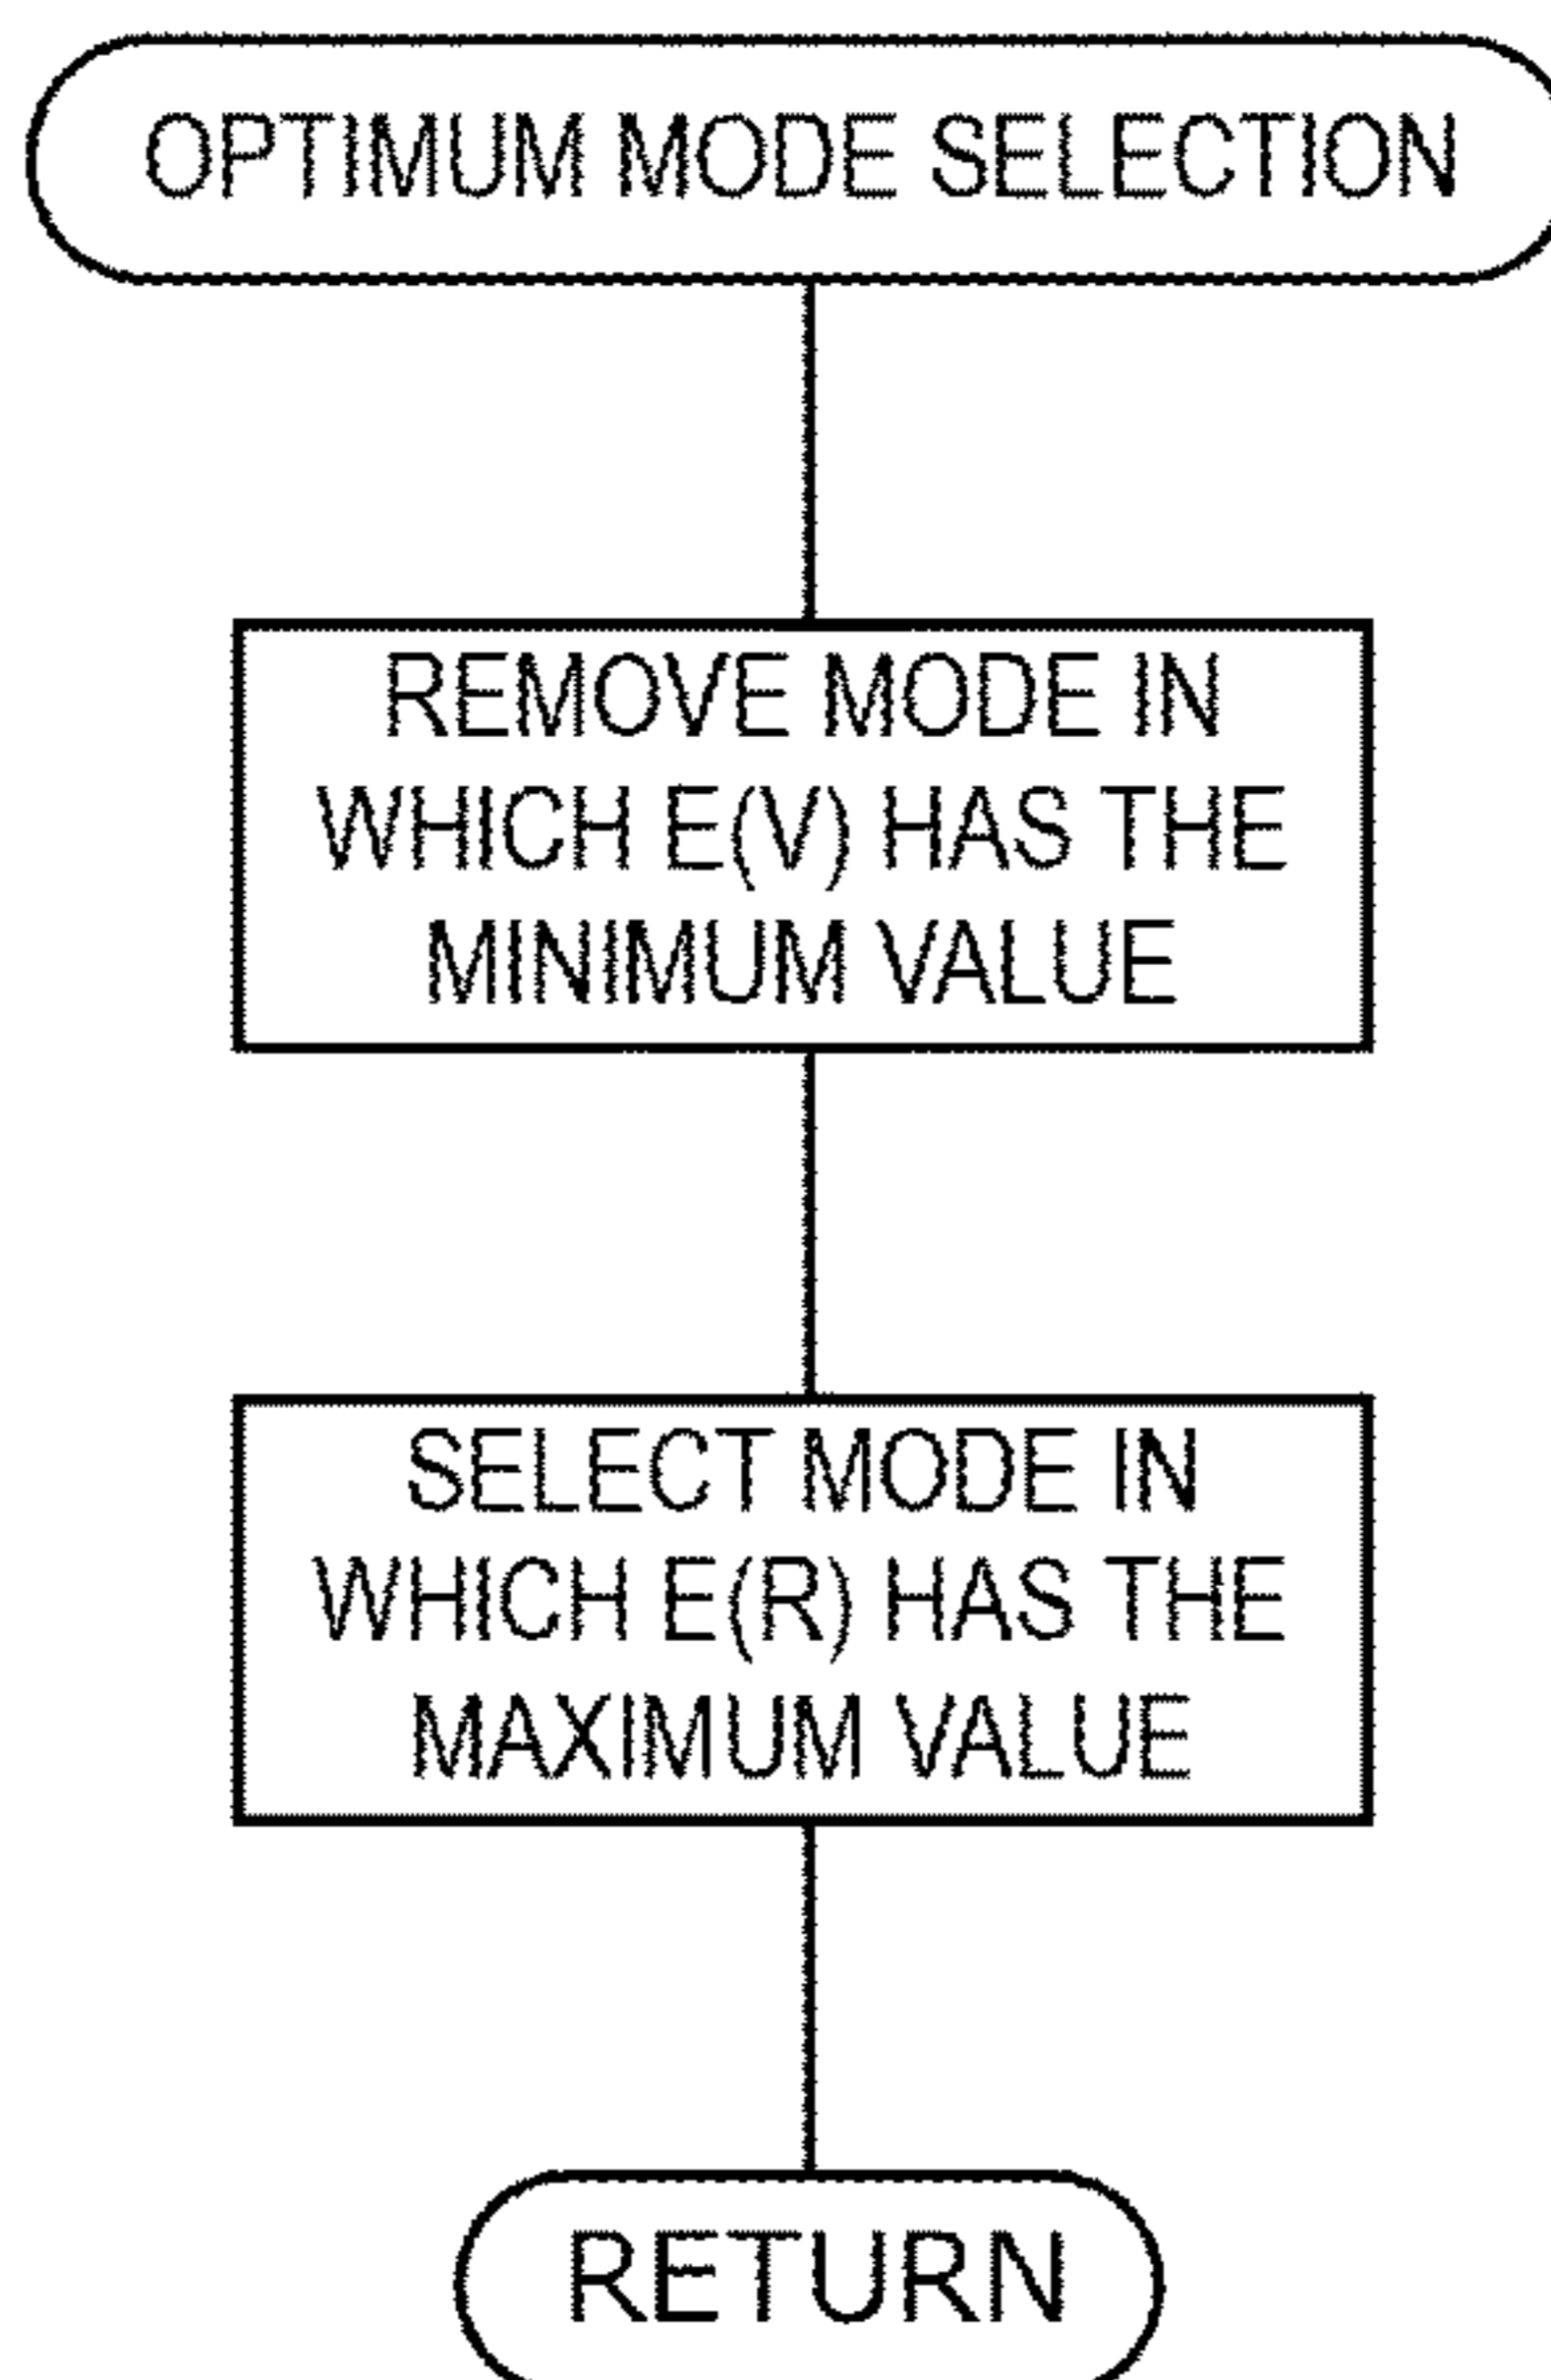 OPTIMUM MODE SELECTION
REMOVE MODE IN
WHICH E(V) HAS THE
MINIMUM VALUE
SELECT MODE IN
WHICH E(R) HAS THE
MAXIMUM VALUE
RETURN